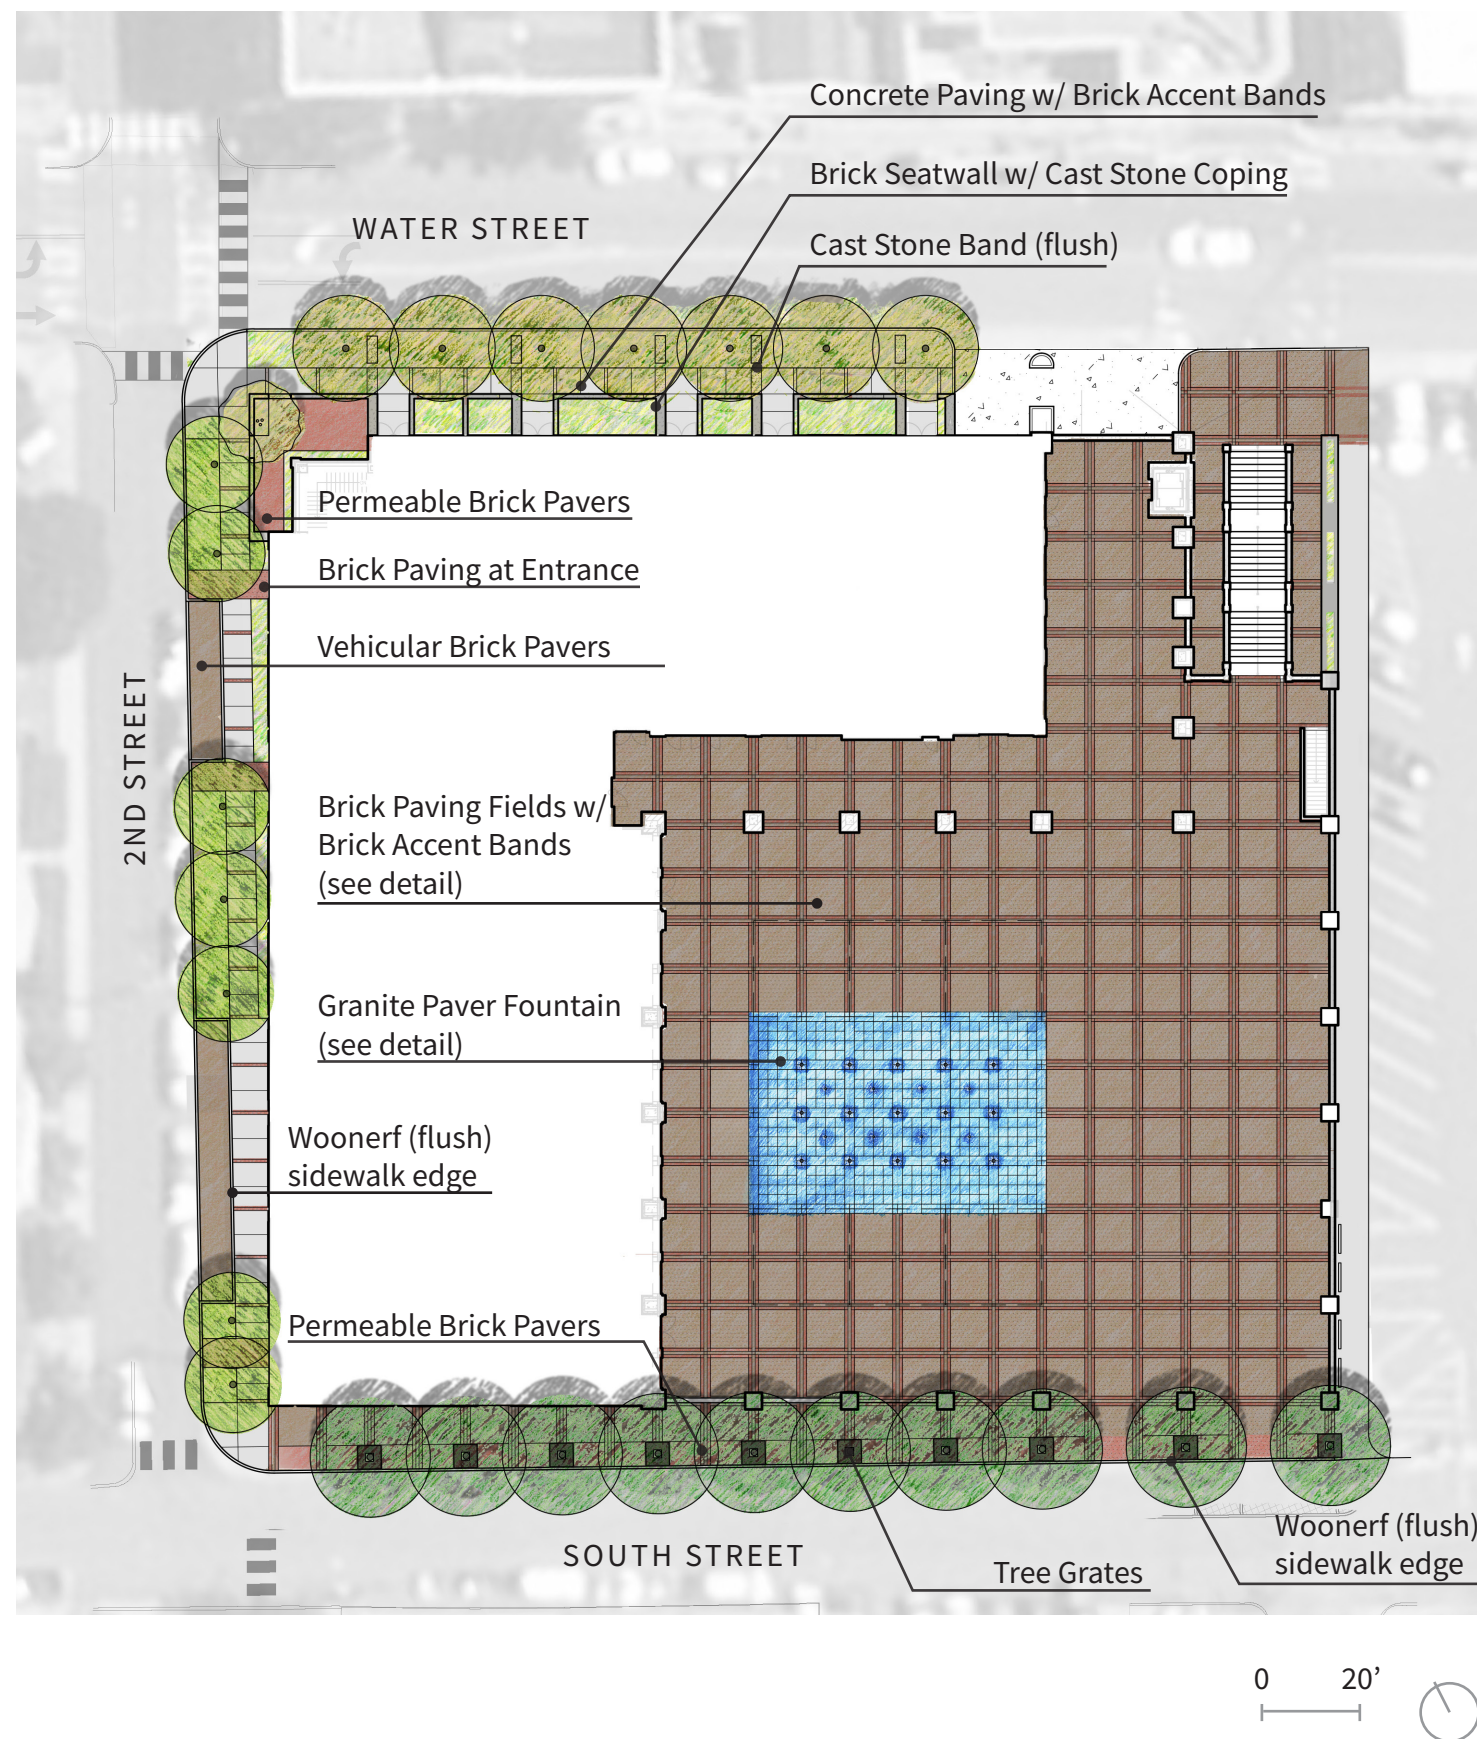 Concrete Paving w/ Brick Accent Bands
Brick Seatwall w/ Cast Stone Coping
WATER STREET
Cast Stone Band (flush)
Permeable Brick Pavers
Brick Paving at Entrance
Vehicular Brick Pavers
2ND STREET
Brick Paving Fields w/
Brick Accent Bands
(see detail)
Granite Paver Fountain
(see detail)
Woonerf (flush)
sidewalk edge
Permeable Brick Pavers
SOUTH STREET
Tree Grates
Woonerf (flush)
sidewalk edge
0 20’